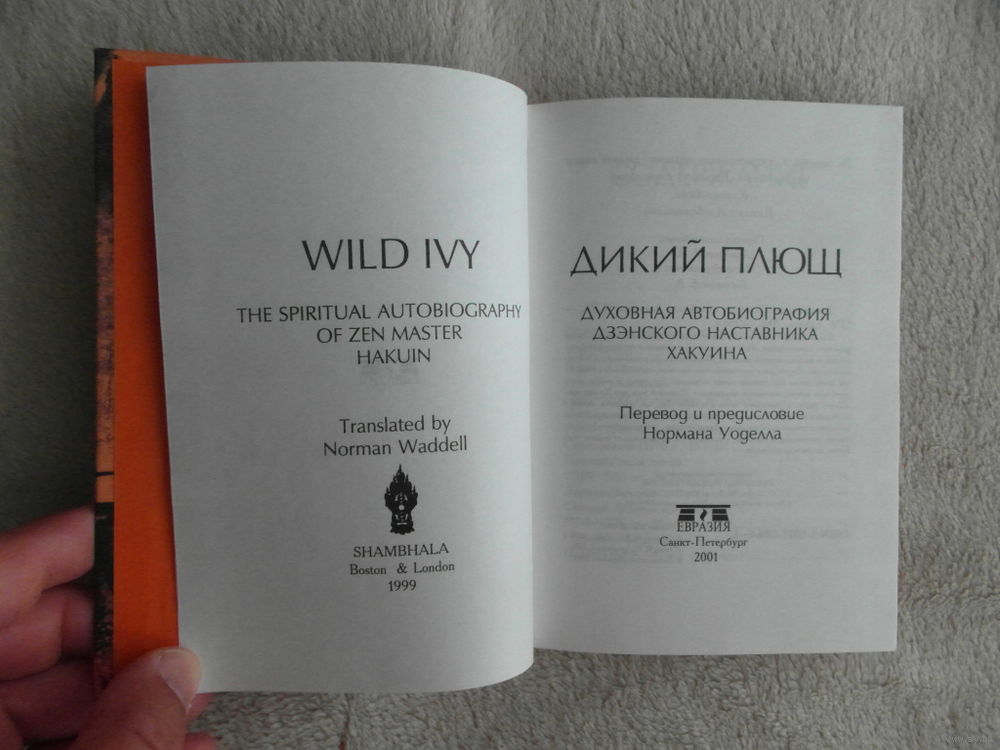 WILD IVY
THE SPIRITUAL AUTOBIOGRAPHY
OF ZEN MASTER
HAKUIN
Translated by
Norman Waddell
SHAMBHALA
Boston & London
1999
ДИКИЙ ПЛЮЩ
ДУХОВНАЯ АВТОБИОГРАФИЯ
ДЗЭНСКОГО НАСТАВНИКА
ХАКУИНА
Перевод и предисловие
Нормана Уоделла
ЕВРАЗИЯ
Санкт-Петербург
2001